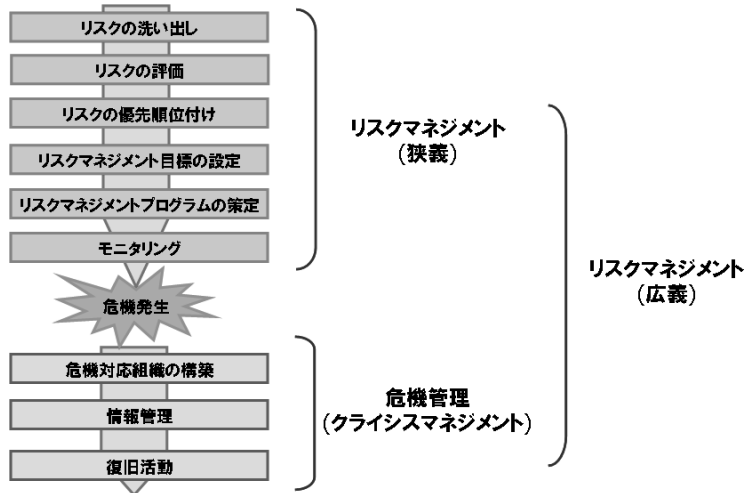 リスクの洗い出し
リスクの評価
リスクの優先順位付け
リスクマネジメント目標の設定
リスクマネジメントプログラムの策定
モニタリング
危機発生
危機対応組織の構築
情報管理
復旧活動
リスクマネジメント
(狭義)
危機管理
(クライシスマネジメント)
リスクマネジメント
(広義)